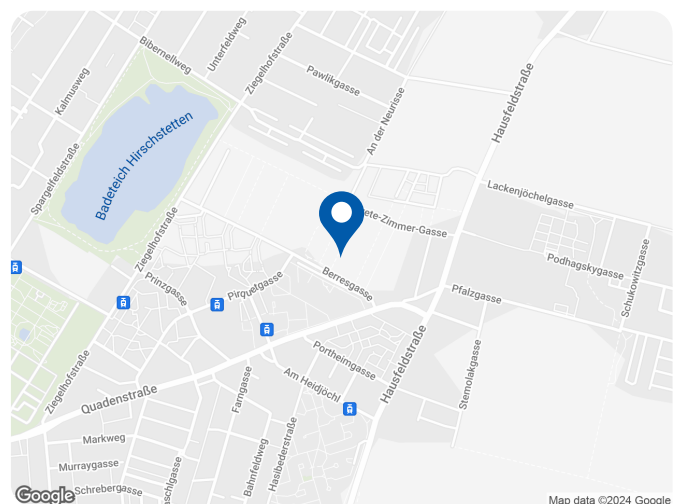 Bibernellweg
Unterfeldweg
Ziegelhofstraße
Kalmusweg
Pawlikgasse
An der Neurisse
Hausfeldstraße
Badeteich Hirschstetten
Spargelfeldstraße
Lackenjöchelgasse
Ziegelhofstraße
ete-Zimmer-Gasse
Podhagskygasse
Schukowitzgasse
Prinzgasse
Pirquetgasse
Berresgasse
Pfalzgasse
Ziegelhofstraße
Portheimgasse
Hausfeldstraße
Stemolakgasse
Quadenstraße
Farngasse
Am Heidjöchl
Markweg
Bahnfeldweg
Hasibederstraße
Murraygasse
aschlgasse
Schrebergasse
Google
Map data ©2024 Google